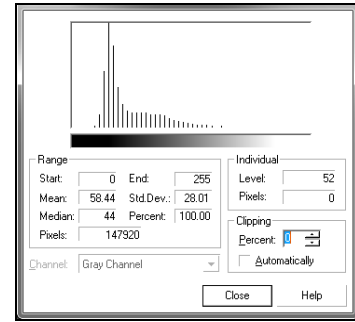 Range
Start: 0 End: 255
Mean: 58.44 Std.Dev.: 28.01
Median: 44 Percent: 100.00
Pixels: 147920
Individual
Level: 52
Pixels: 0
Clipping
Percent: 0
Automatically
Channel: Gray Channel
Close Help